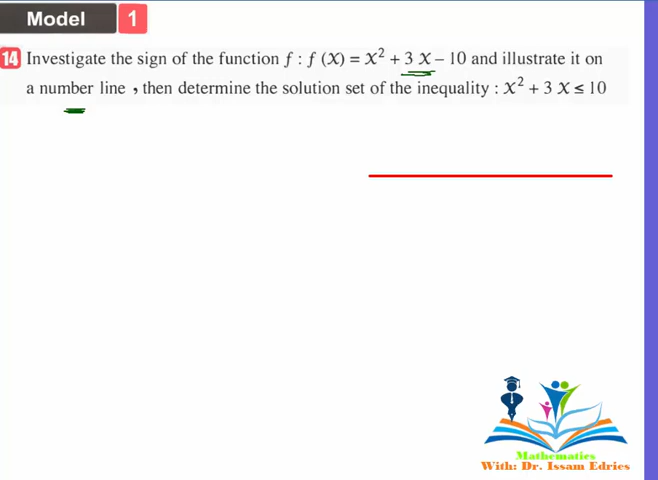 Model 1
14 Investigate the sign of the function f : f (X) = X² + 3 X – 10 and illustrate it on
a number line , then determine the solution set of the inequality : X² + 3 X ≤ 10
Mathematics
With: Dr. Issam Edries